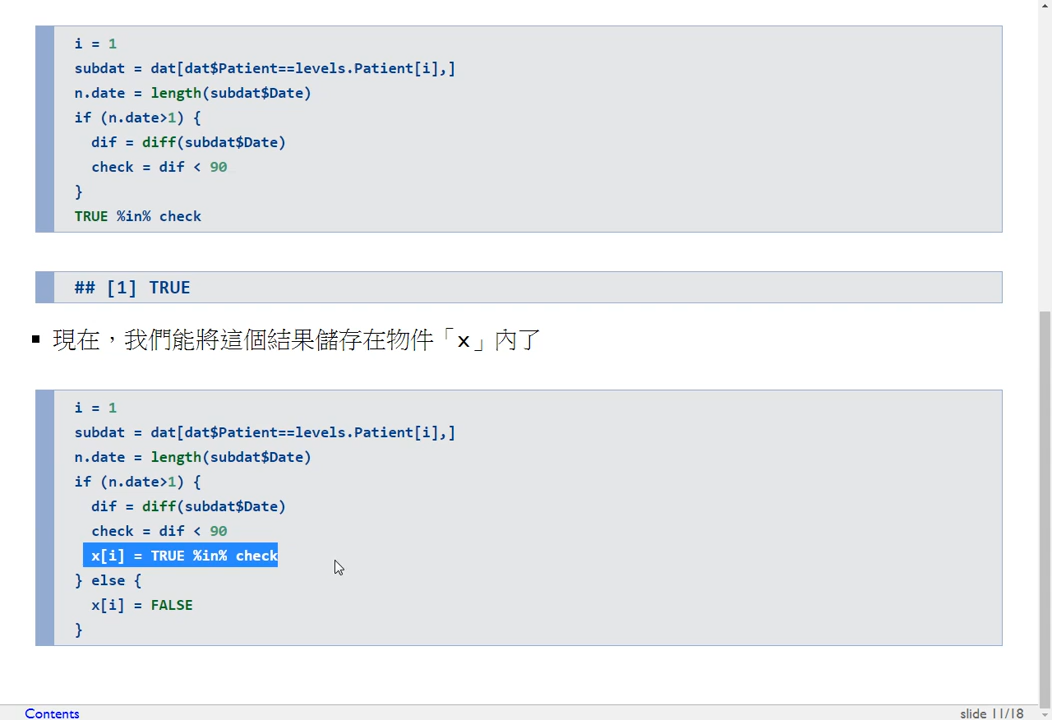 i = 1
subdat = dat[dat$Patient==levels.Patient[i],]
n.date = length(subdat$Date)
if (n.date>1) {
  dif = diff(subdat$Date)
  check = dif < 90
}
TRUE %in% check
## [1] TRUE
▪ 現在，我們能將這個結果儲存在物件「x」內了
i = 1
subdat = dat[dat$Patient==levels.Patient[i],]
n.date = length(subdat$Date)
if (n.date>1) {
  dif = diff(subdat$Date)
  check = dif < 90
  x[i] = TRUE %in% check
} else {
  x[i] = FALSE
}
Contents
slide 11/18